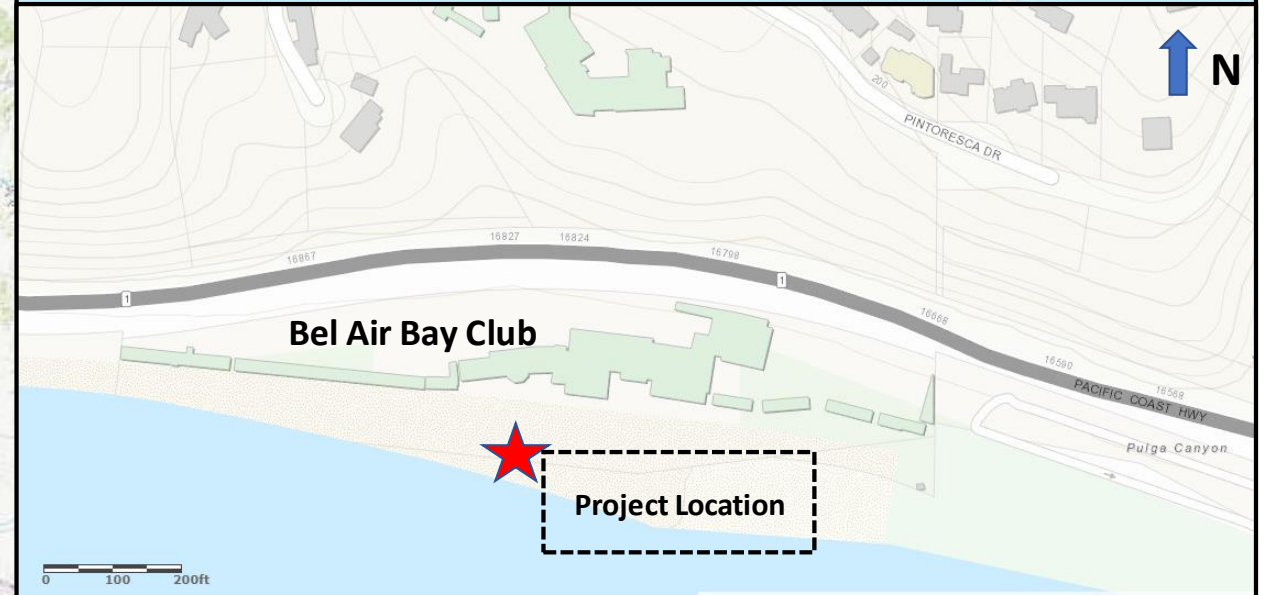 N
200
PINTORESCA DR
16827
16824
16867
16798
1
1
16668
Bel Air Bay Club
16590
16568
PACIFIC COAST HWY
Pulga Canyon
Project Location
0 100 200ft